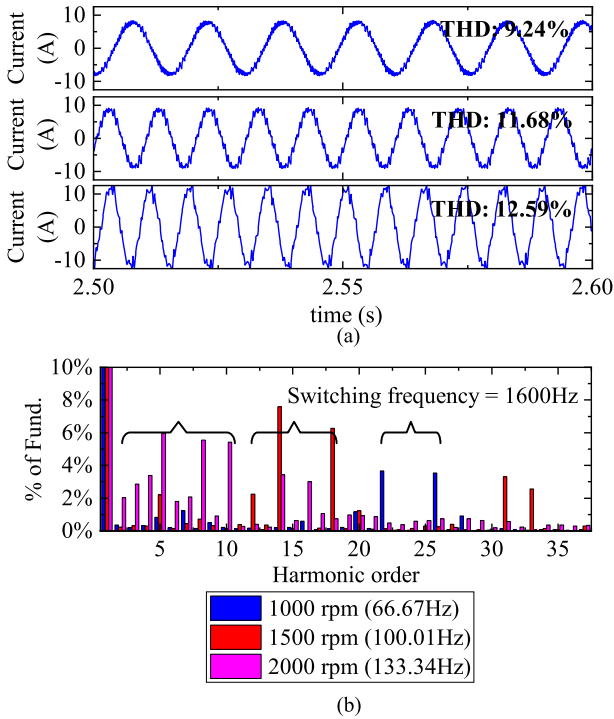 (a)
Current
(A)
10
0
-10
THD: 9.24%
Current
(A)
10
0
-10
THD: 11.68%
Current
(A)
10
0
-10
THD: 12.59%
2.50 2.55 2.60
time (s)
(a)
% of Fund.
10%
8%
6%
4%
2%
0%
Switching frequency = 1600Hz
5 10 15 20 25 30 35
Harmonic order
1000 rpm (66.67Hz)
1500 rpm (100.01Hz)
2000 rpm (133.34Hz)
(b)